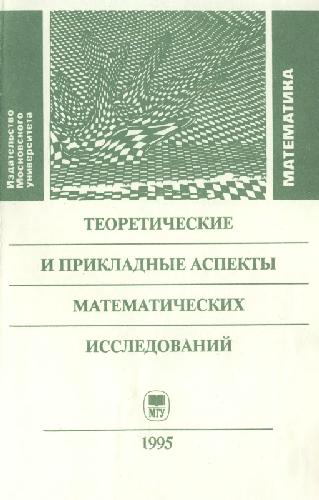 Издательство
Московского
университета
МАТЕМАТИКА
ТЕОРЕТИЧЕСКИЕ
И ПРИКЛАДНЫЕ АСПЕКТЫ
МАТЕМАТИЧЕСКИХ
ИССЛЕДОВАНИЙ
МГУ
1995